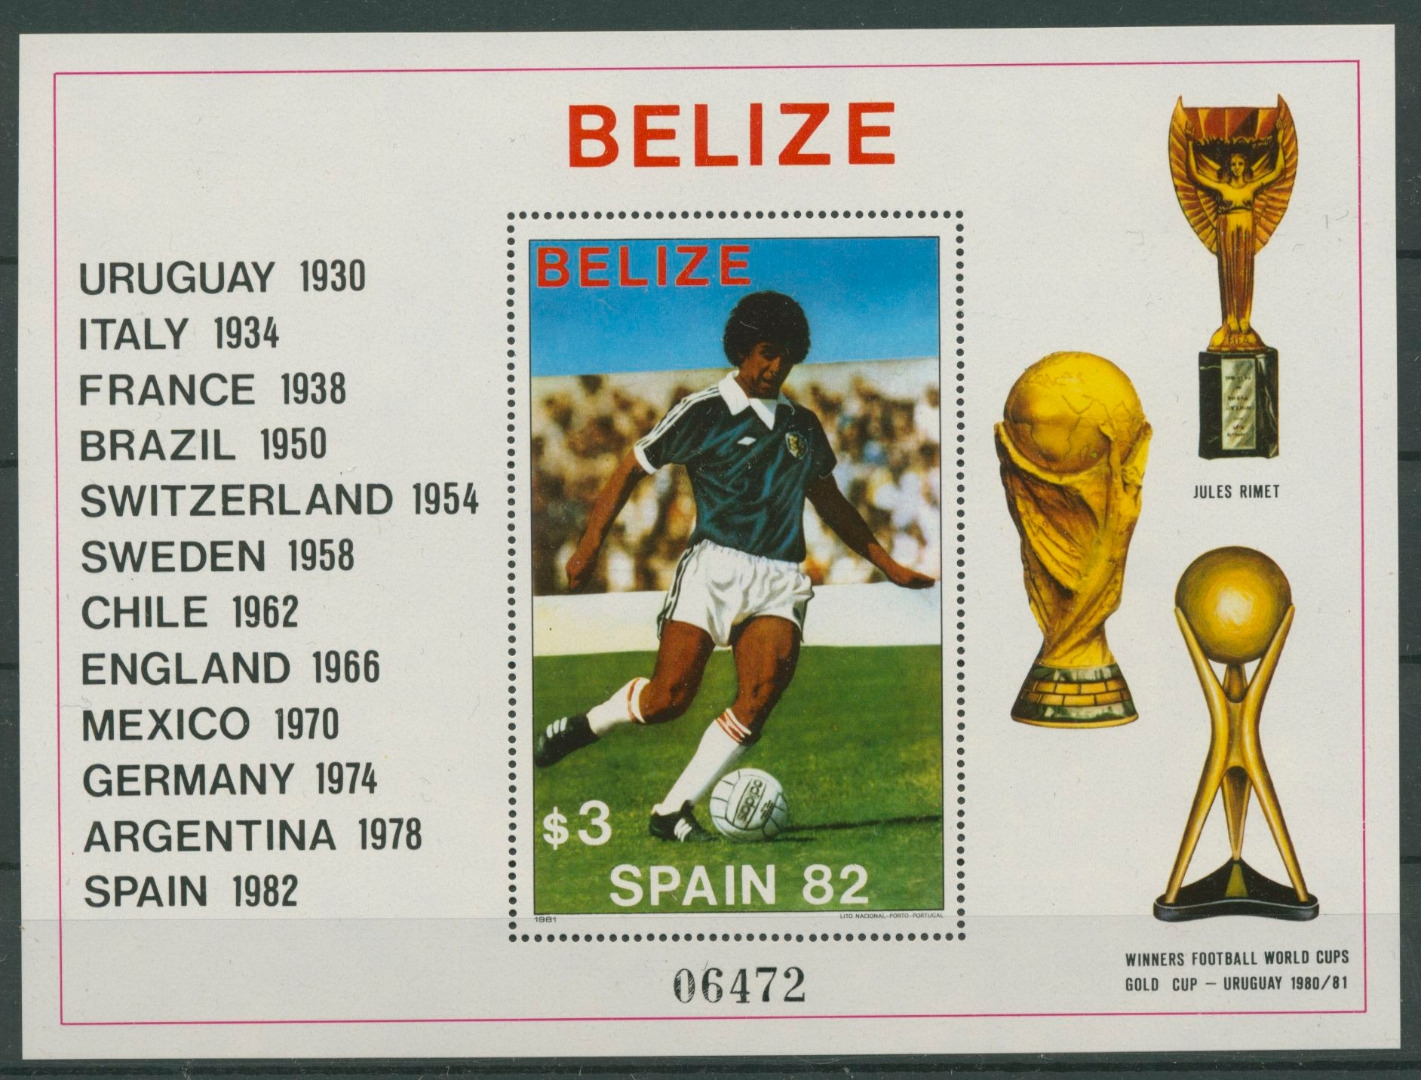 BELIZE
URUGUAY 1930
ITALY 1934
FRANCE 1938
BRAZIL 1950
SWITZERLAND 1954
SWEDEN 1958
CHILE 1962
ENGLAND 1966
MEXICO 1970
GERMANY 1974
ARGENTINA 1978
SPAIN 1982
BELIZE
adidas
$3
SPAIN 82
1981 LITO NACIONAL-PORTO-PORTUGAL
06472
FIFA
JULES RIMET
WINNERS FOOTBALL WORLD CUPS
GOLD CUP - URUGUAY 1980/81